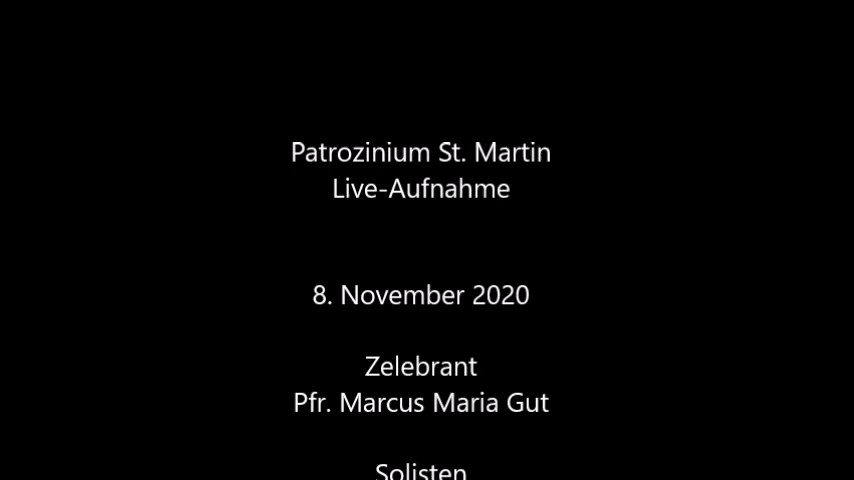 Patrozinium St. Martin
Live-Aufnahme
8. November 2020
Zelebrant
Pfr. Marcus Maria Gut
Solisten